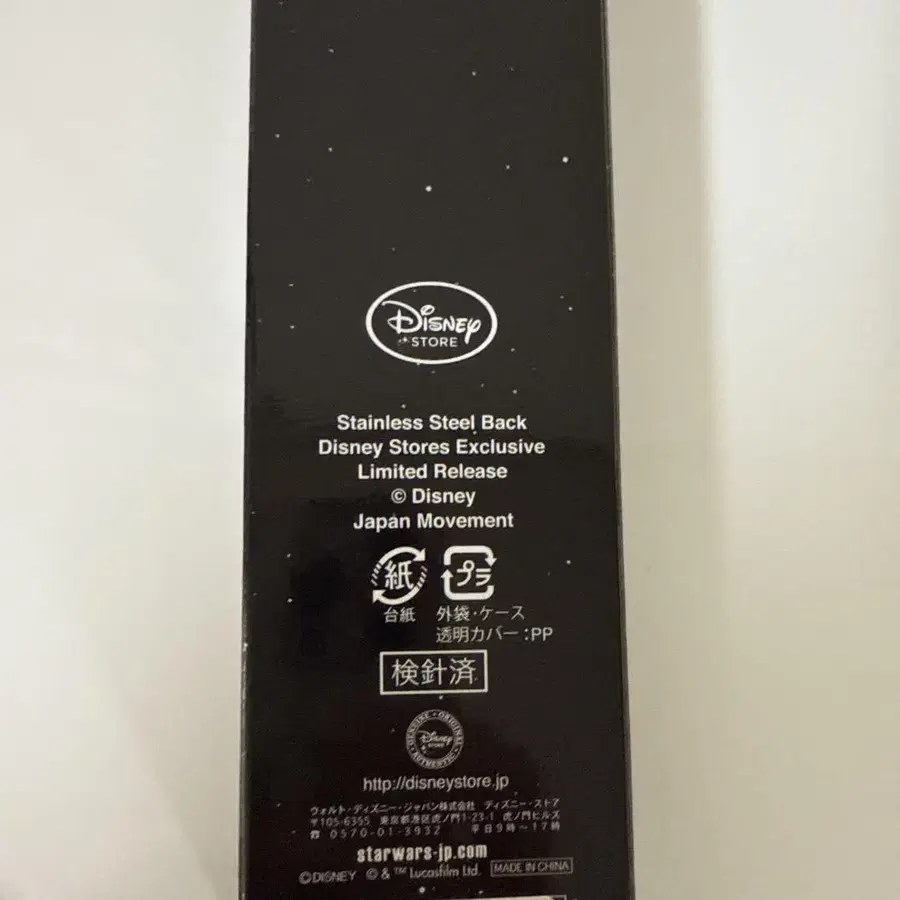 Disney
STORE
Stainless Steel Back
Disney Stores Exclusive
Limited Release
© Disney
Japan Movement
紙 プラ
台紙 外袋・ケース
透明カバー：PP
検針済
GENUINE • ORIGINAL
Disney
STORE
AUTHENTIC
http://disneystore.jp
ウォルト・ディズニー・ジャパン株式会社 ディズニー・ストア
〒105-6355 東京都港区虎ノ門1-23-1 虎ノ門ヒルズ
☎ 0570-01-3932 平日9時～17時
starwars-jp.com
©DISNEY © & ™ Lucasfilm Ltd. MADE IN CHINA